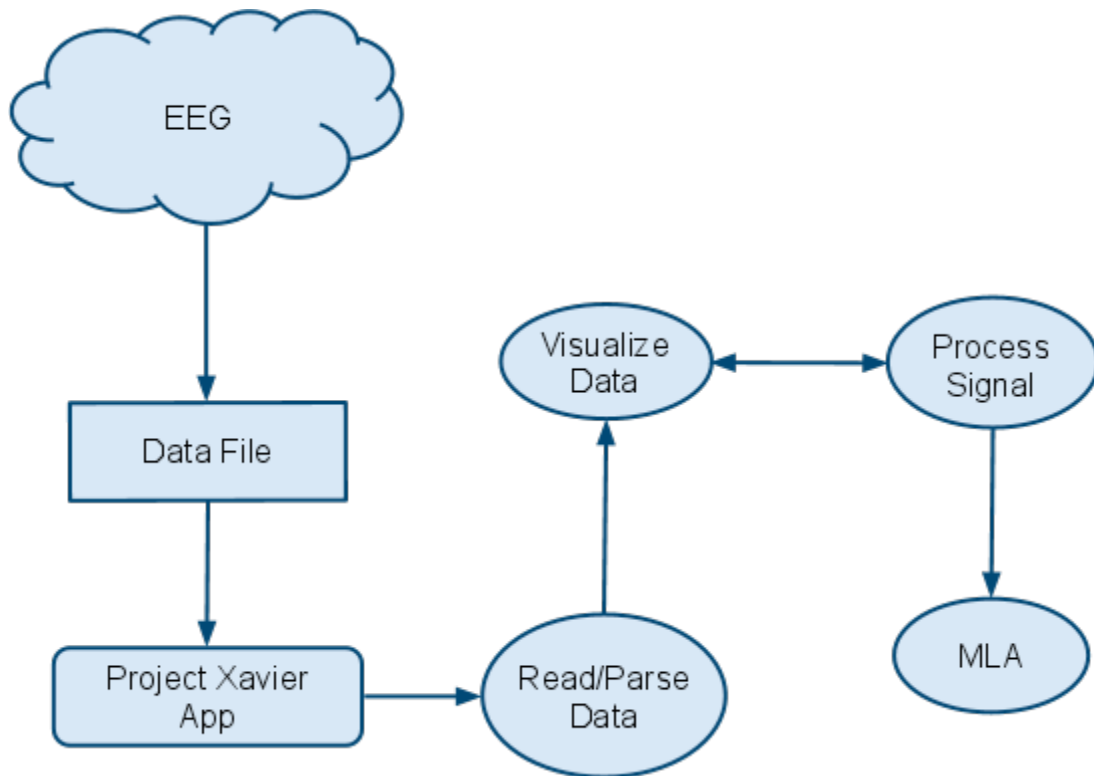 EEG
Data File
Project Xavier
App
Read/Parse
Data
Visualize
Data
Process
Signal
MLA